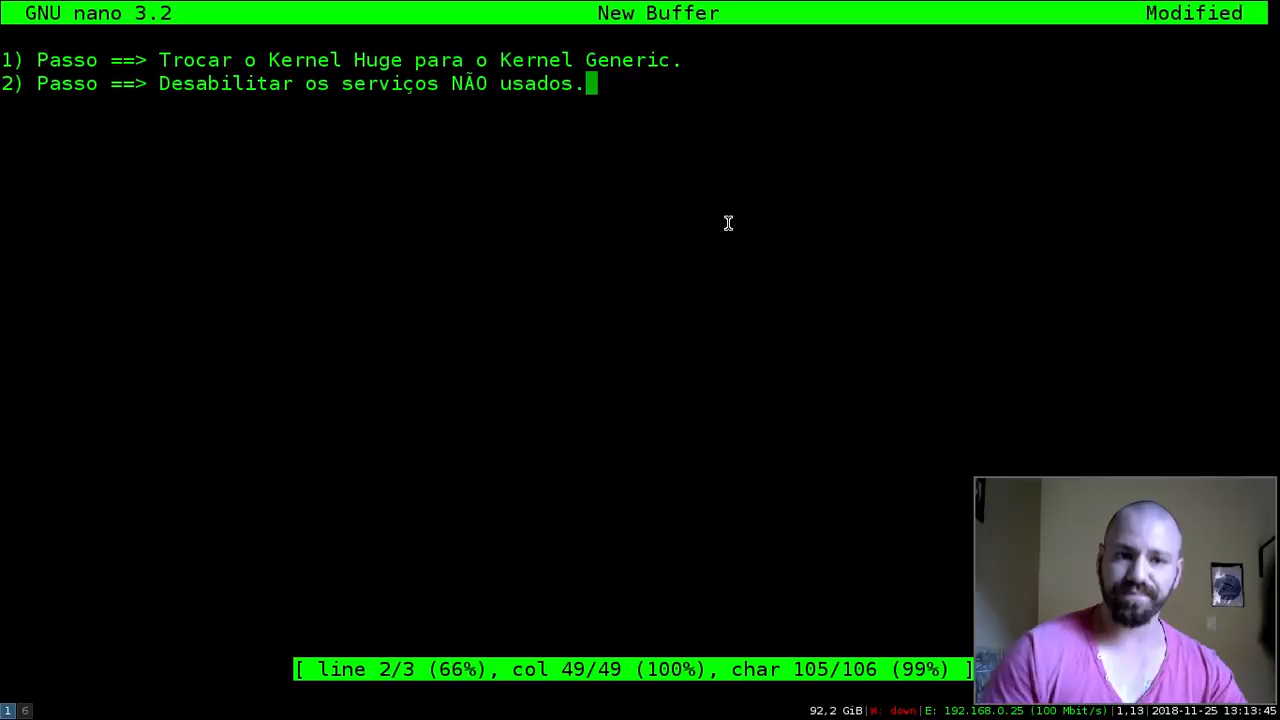 GNU nano 3.2 New Buffer Modified
1) Passo ==> Trocar o Kernel Huge para o Kernel Generic.
2) Passo ==> Desabilitar os serviços NÃO usados.
[ line 2/3 (66%), col 49/49 (100%), char 105/106 (99%) ]
1 6 92,2 GiB|W: down|E: 192.168.0.25 (100 Mbit/s)|1,13|2018-11-25 13:13:45